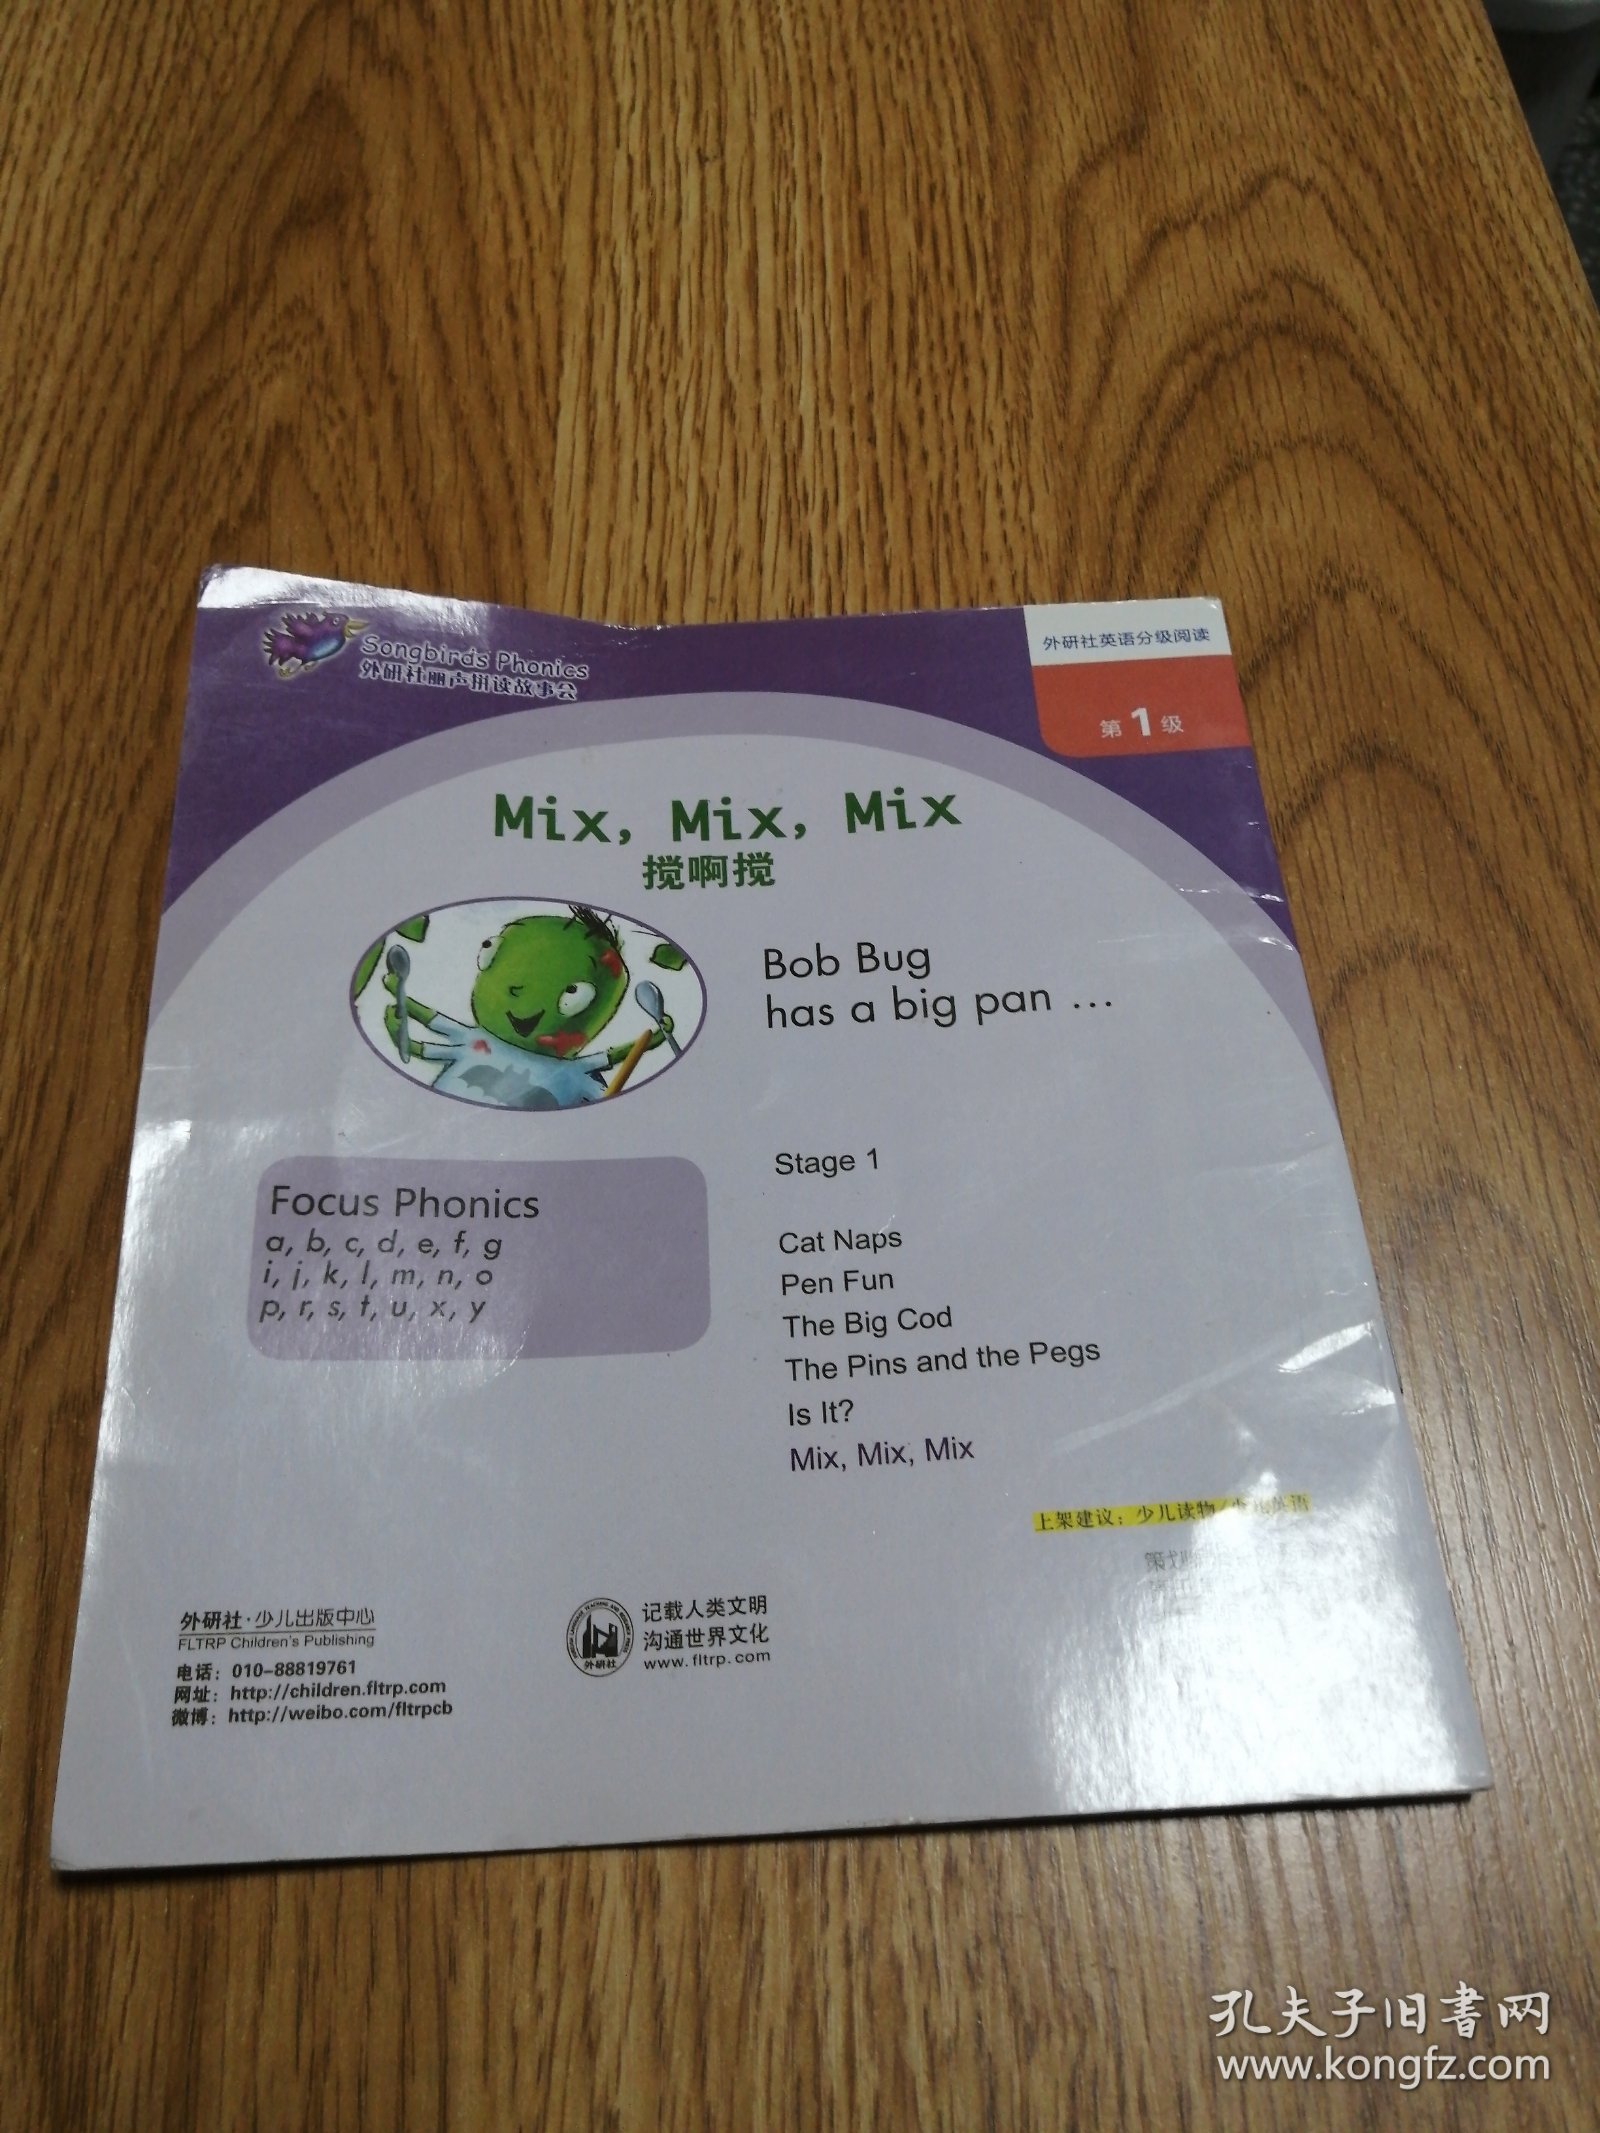 Songbirds Phonics
外研社丽声拼读故事会
外研社英语分级阅读
第1级
Mix, Mix, Mix
搅啊搅
Bob Bug
has a big pan ...
Focus Phonics
a, b, c, d, e, f, g
i, j, k, l, m, n, o
p, r, s, t, u, x, y
Stage 1
Cat Naps
Pen Fun
The Big Cod
The Pins and the Pegs
Is It?
Mix, Mix, Mix
上架建议：少儿读物/少儿英语
外研社·少儿出版中心
FLTRP Children's Publishing
电话：010-88819761
网址：http://children.fltrp.com
微博：http://weibo.com/fltrpcb
外研社
记载人类文明
沟通世界文化
www.fltrp.com
孔夫子旧书网
www.kongfz.com